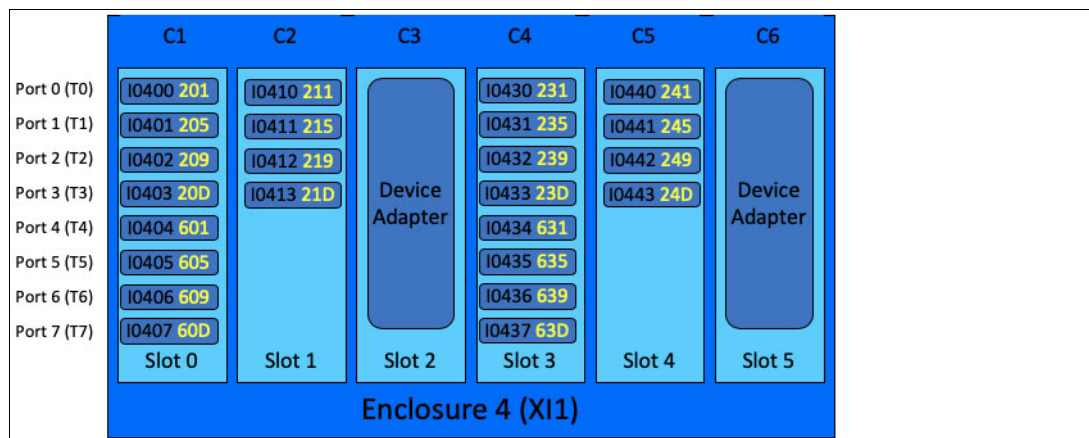 C1 C2 C3 C4 C5 C6
Port 0 (T0) I0400 201 I0410 211 I0430 231 I0440 241
Port 1 (T1) I0401 205 I0411 215 I0431 235 I0441 245
Port 2 (T2) I0402 209 I0412 219 I0432 239 I0442 249
Port 3 (T3) I0403 20D I0413 21D Device Adapter I0433 23D I0443 24D Device Adapter
Port 4 (T4) I0404 601 I0434 631
Port 5 (T5) I0405 605 I0435 635
Port 6 (T6) I0406 609 I0436 639
Port 7 (T7) I0407 60D I0437 63D
Slot 0 Slot 1 Slot 2 Slot 3 Slot 4 Slot 5
Enclosure 4 (XI1)